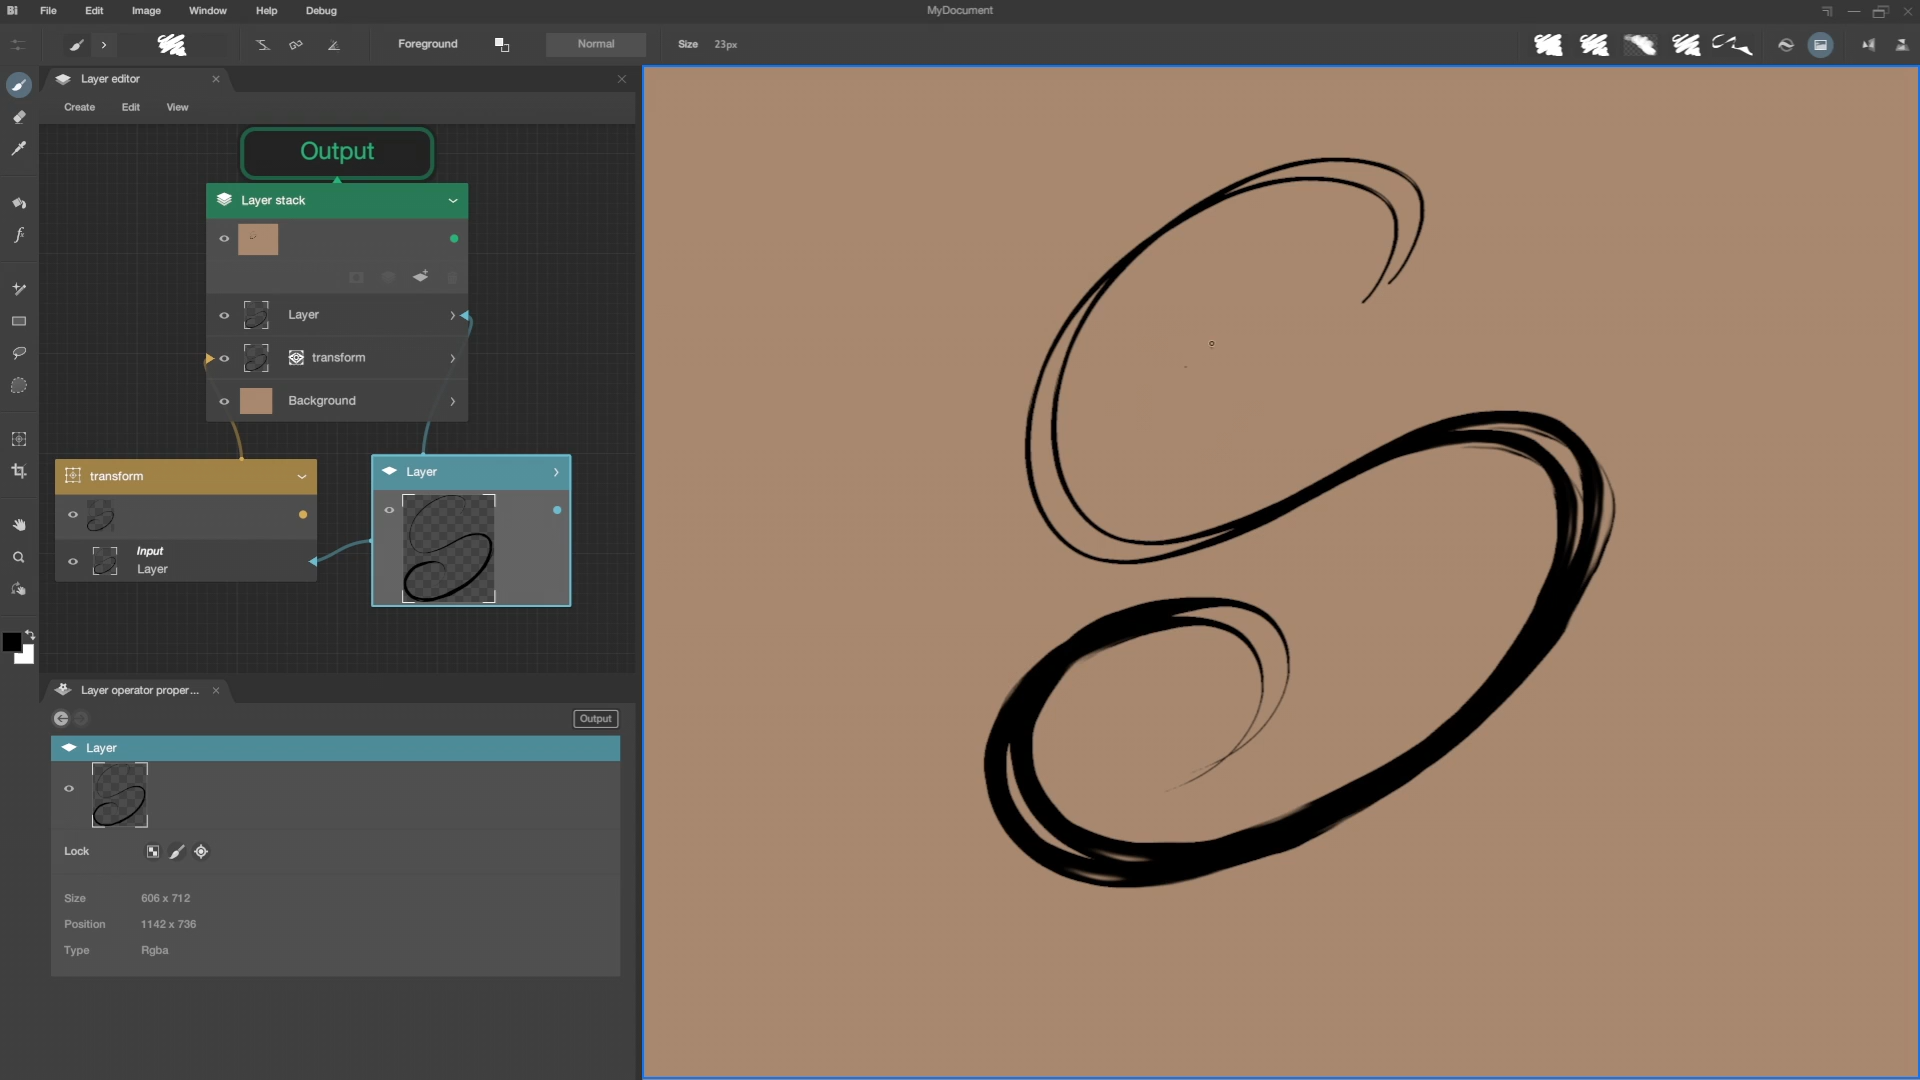 Bi File Edit Image Window Help Debug MyDocument
Foreground Normal Size 23px
Layer editor
Create Edit View
Output
Layer stack
Layer
transform
Background
transform
Input
Layer
Layer
Layer operator proper...
Output
Layer
Lock
Size 606 x 712
Position 1142 x 736
Type Rgba